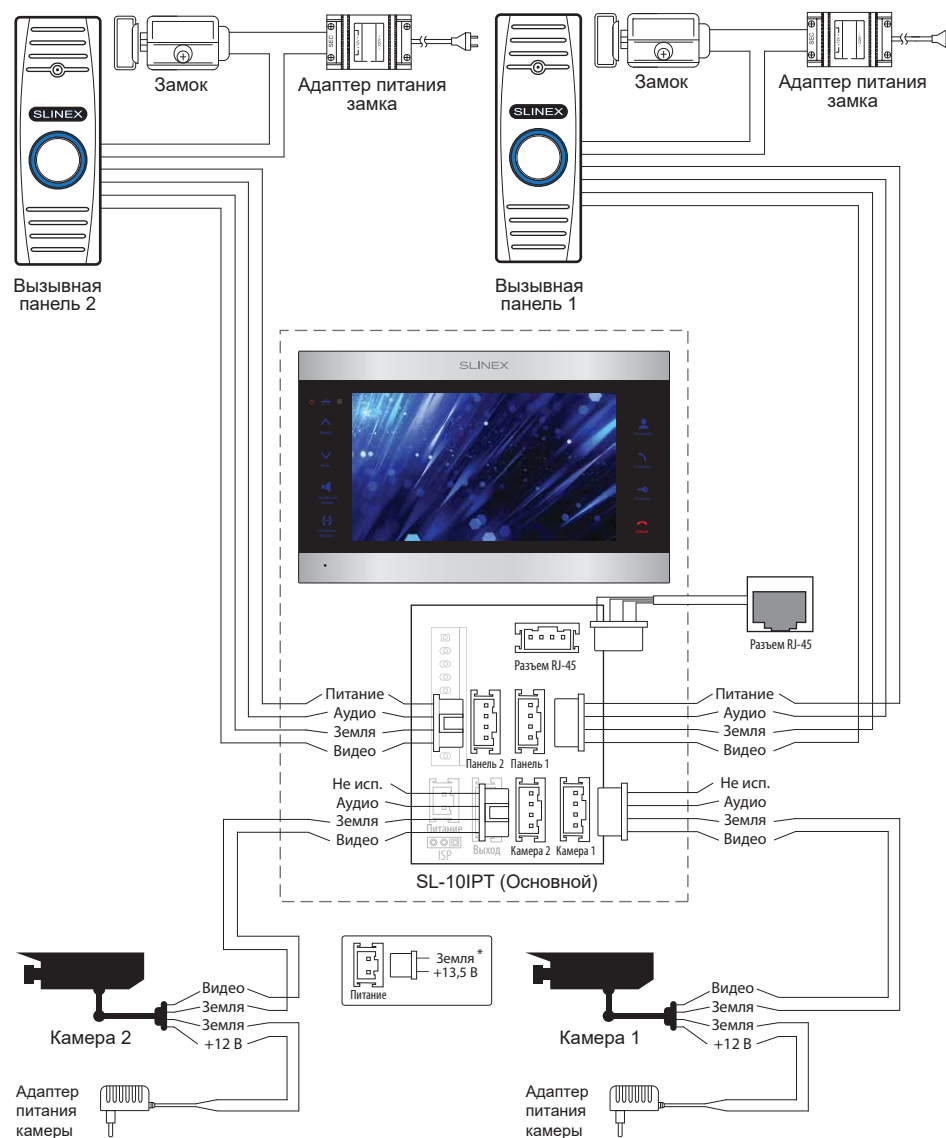 SLINEX
Замок
Адаптер питания
замка
Вызывная
панель 2
SLINEX
Замок
Адаптер питания
замка
Вызывная
панель 1
SLINEX
Разъем RJ-45
Разъем RJ-45
Питание
Аудио
Земля
Видео
Панель 2
Панель 1
Питание
Аудио
Земля
Видео
Не исп.
Аудио
Земля
Видео
Питание
ISP
Выход
Камера 2
Камера 1
Не исп.
Аудио
Земля
Видео
SL-10IPT (Основной)
Питание
Земля *
+13,5 В
Камера 2
Видео
Земля
Земля
+12 В
Адаптер
питания
камеры
Камера 1
Видео
Земля
Земля
+12 В
Адаптер
питания
камеры